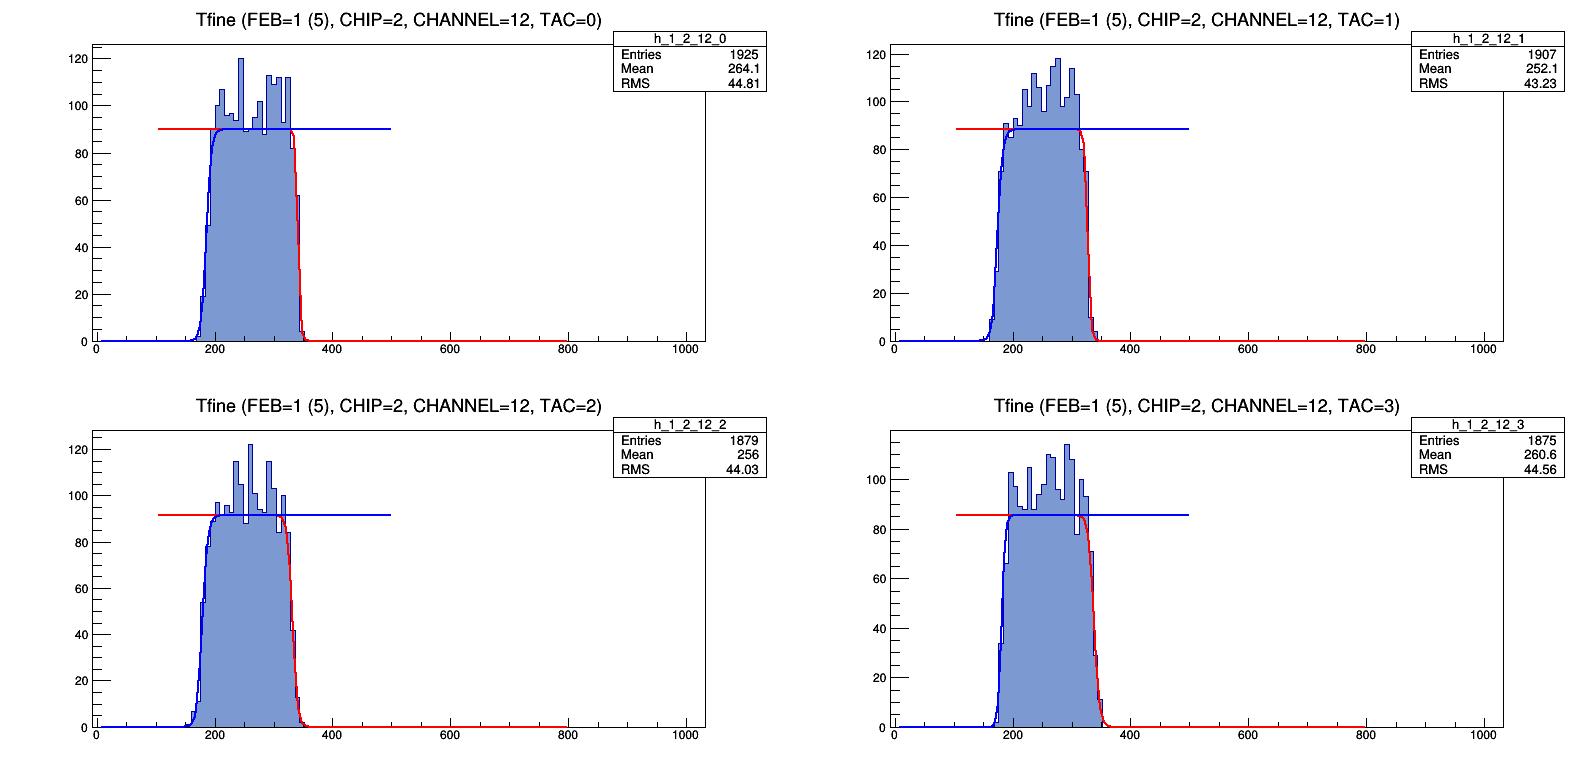 Tfine (FEB=1 (5), CHIP=2, CHANNEL=12, TAC=0)
h_1_2_12_0
Entries 1925
Mean 264.1
RMS 44.81
120
100
80
60
40
20
0
0 200 400 600 800 1000
Tfine (FEB=1 (5), CHIP=2, CHANNEL=12, TAC=1)
h_1_2_12_1
Entries 1907
Mean 252.1
RMS 43.23
120
100
80
60
40
20
0
0 200 400 600 800 1000
Tfine (FEB=1 (5), CHIP=2, CHANNEL=12, TAC=2)
h_1_2_12_2
Entries 1879
Mean 256
RMS 44.03
120
100
80
60
40
20
0
0 200 400 600 800 1000
Tfine (FEB=1 (5), CHIP=2, CHANNEL=12, TAC=3)
h_1_2_12_3
Entries 1875
Mean 260.6
RMS 44.56
100
80
60
40
20
0
0 200 400 600 800 1000